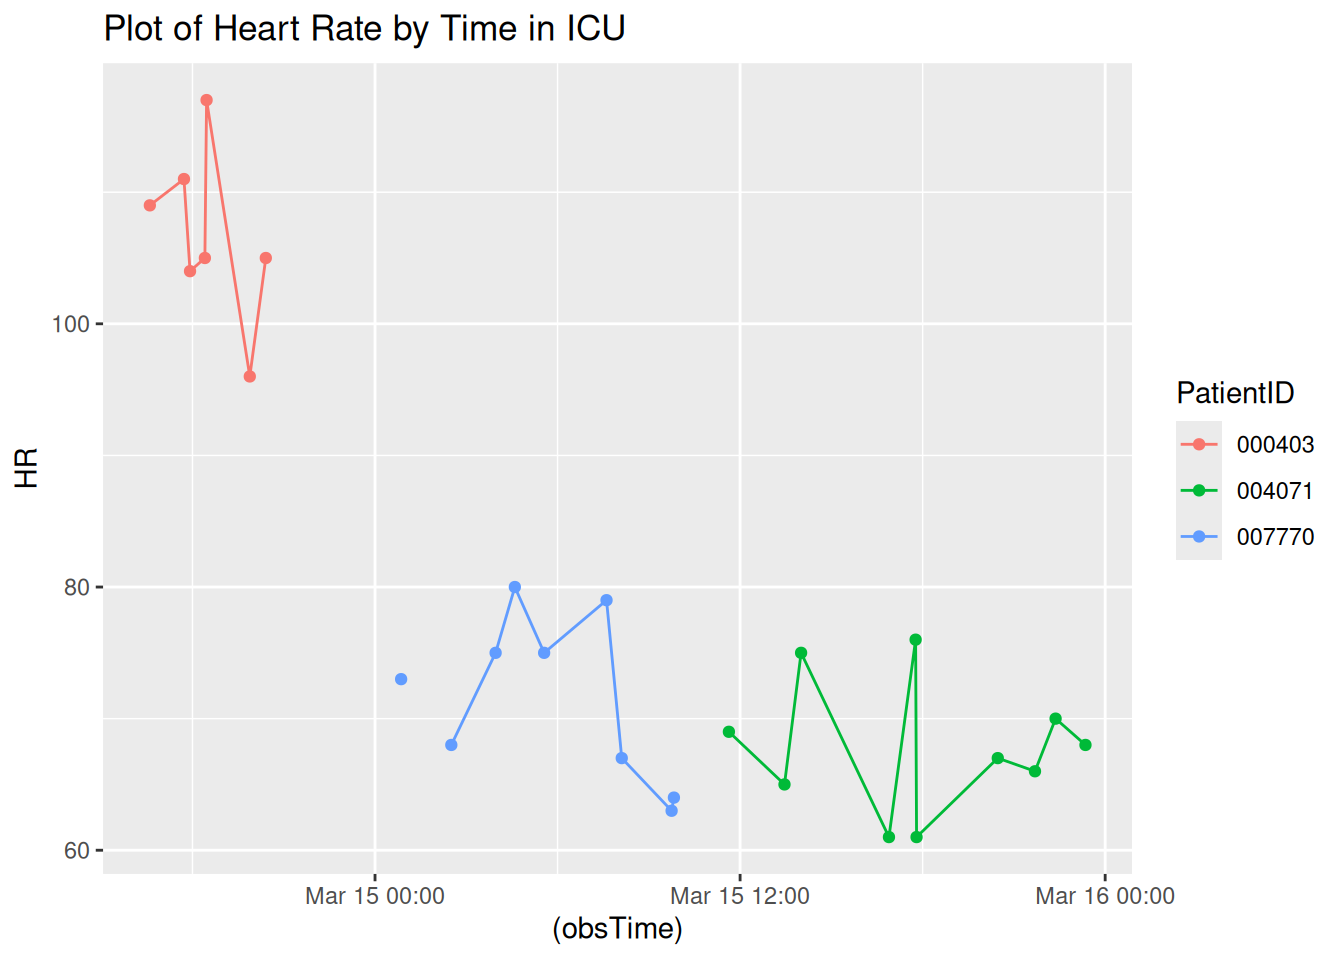 Plot of Heart Rate by Time in ICU
HR
100
80
60
Mar 15 00:00
Mar 15 12:00
Mar 16 00:00
(obsTime)
PatientID
000403
004071
007770